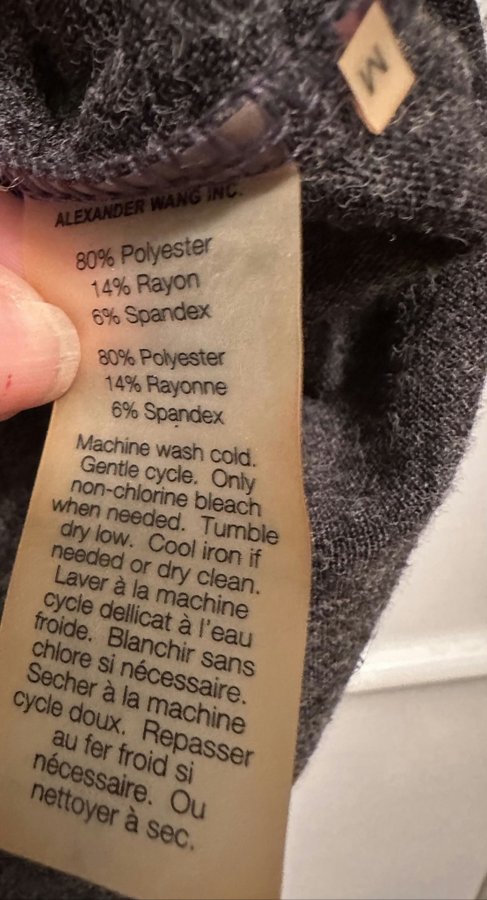 M
ALEXANDER WANG INC.
80% Polyester
14% Rayon
6% Spandex
80% Polyester
14% Rayonne
6% Spandex
Machine wash cold.
Gentle cycle. Only
non-chlorine bleach
when needed. Tumble
dry low. Cool iron if
needed or dry clean.
Laver à la machine
cycle dellicat à l'eau
froide. Blanchir sans
chlore si nécessaire.
Secher à la machine
cycle doux. Repasser
au fer froid si
nécessaire. Ou
nettoyer à sec.